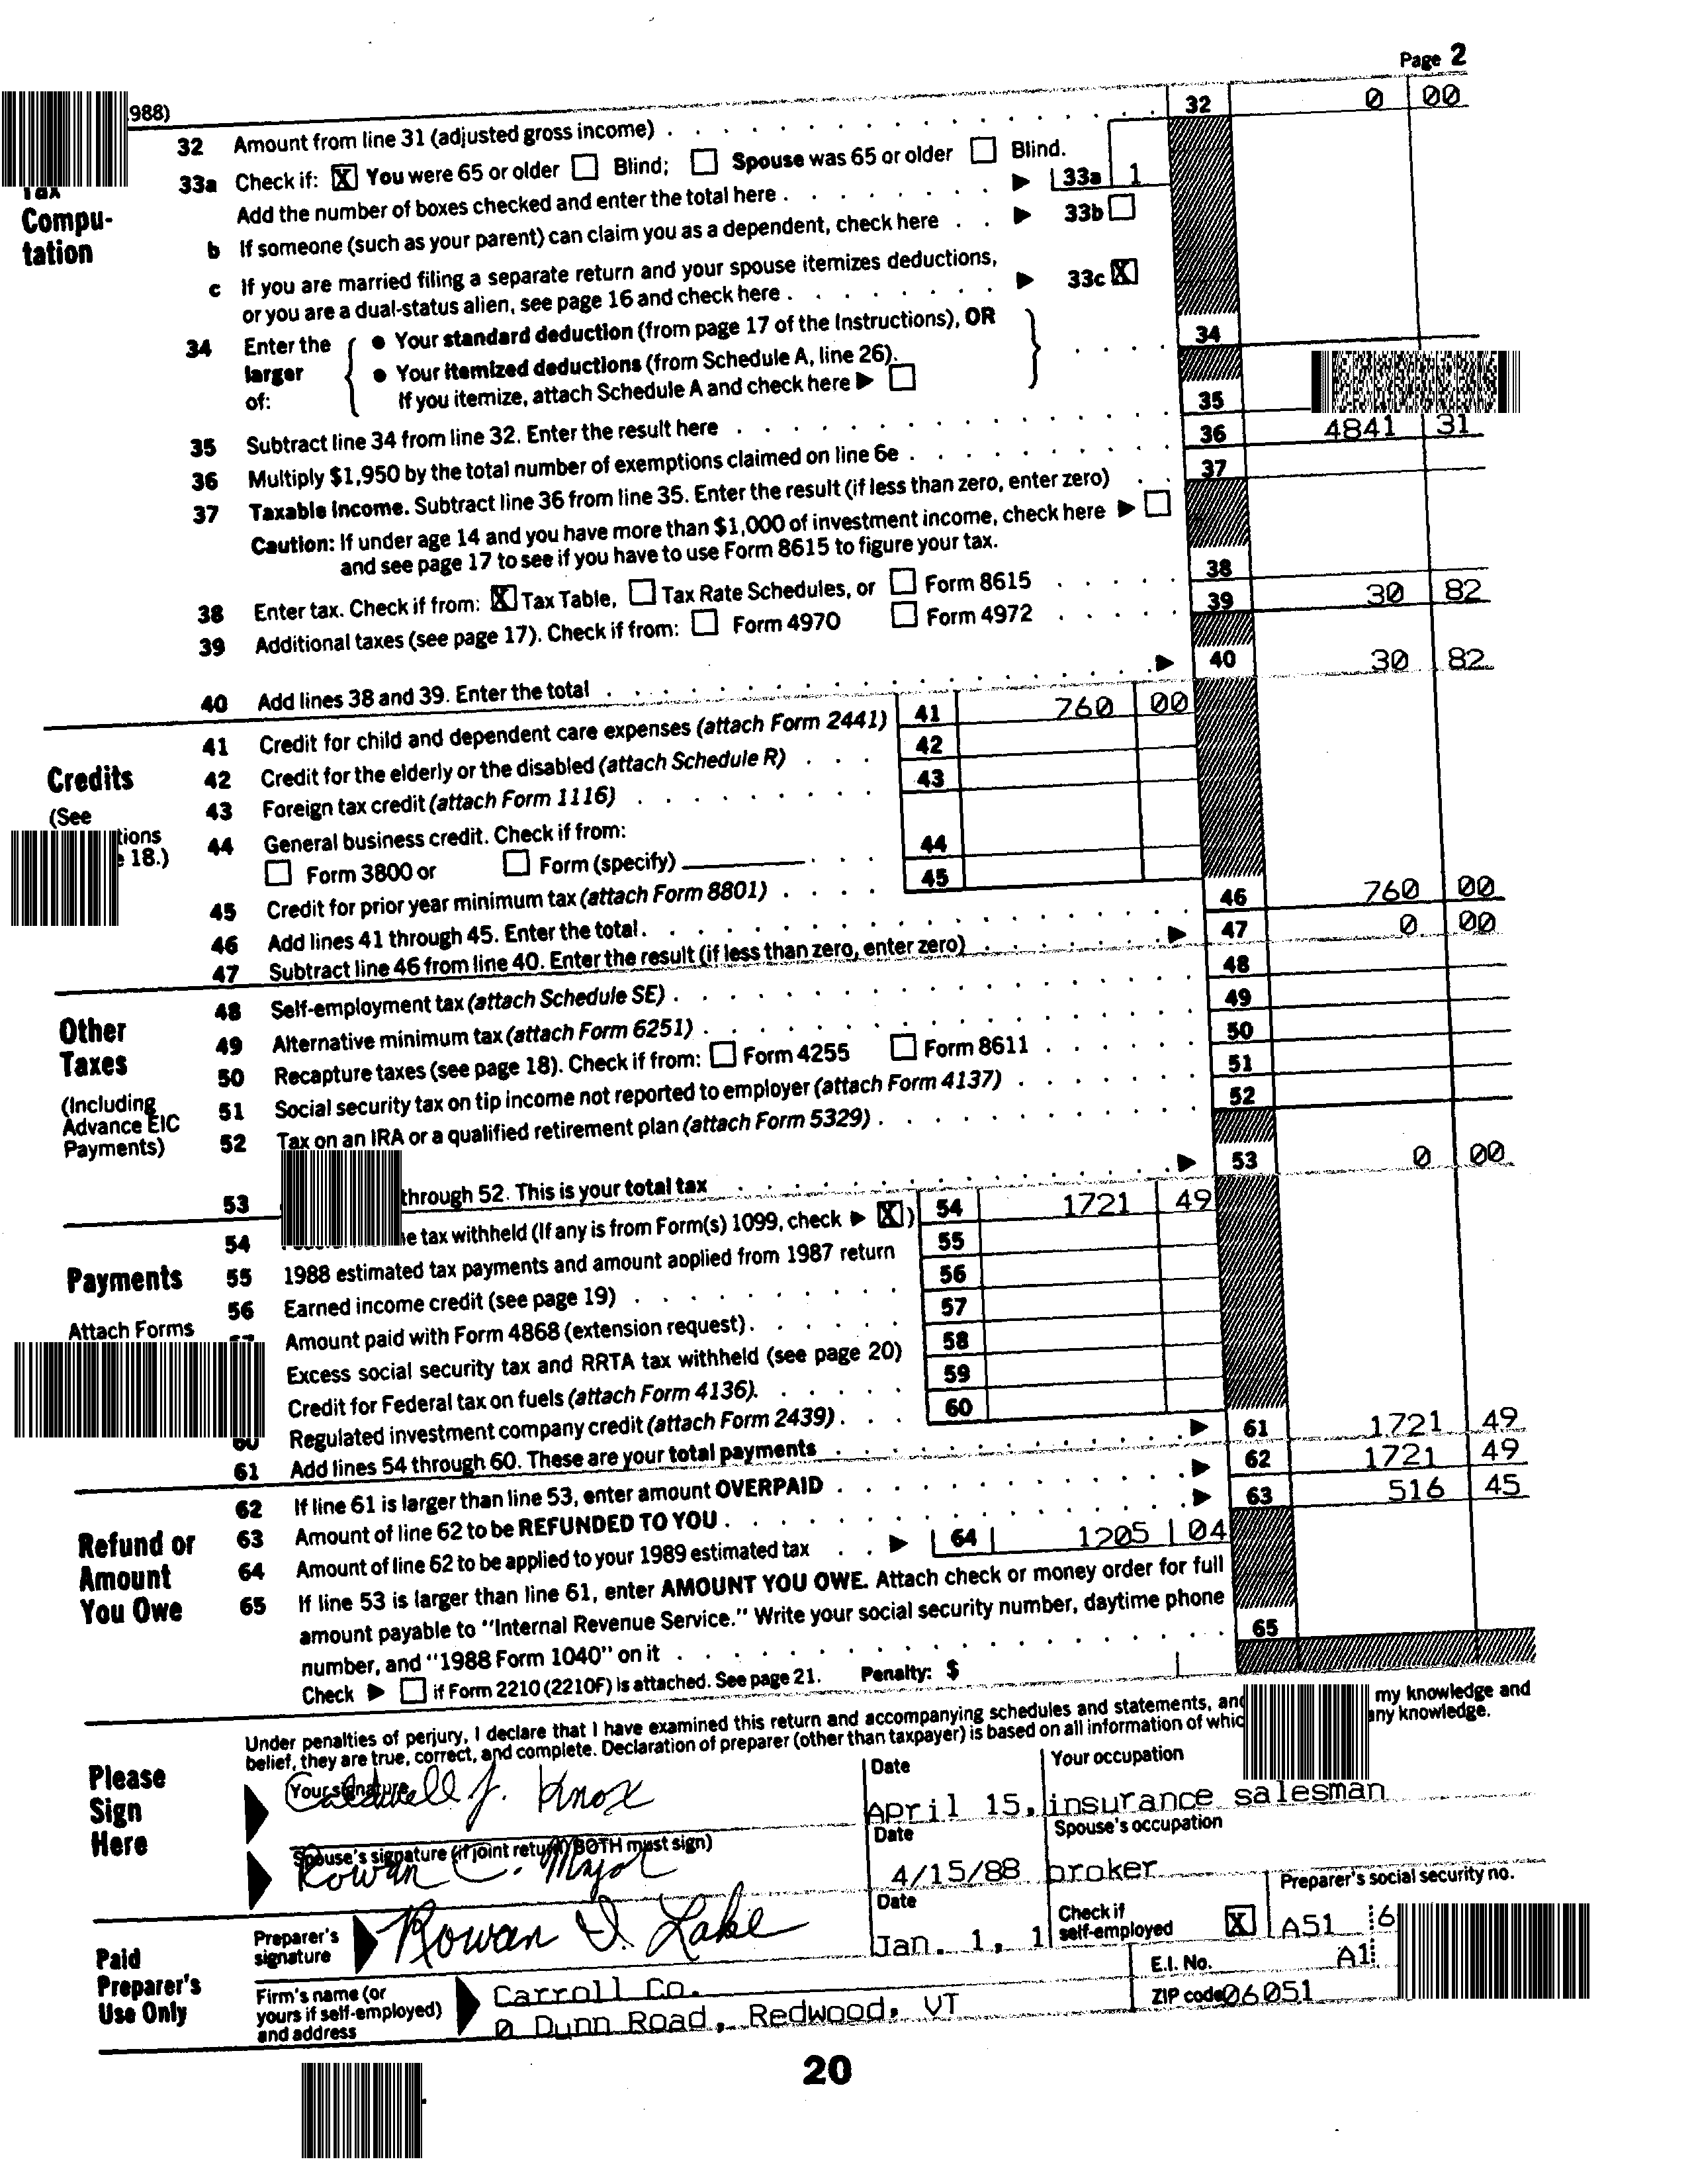 Page 2
988)
32 Amount from line 31 (adjusted gross income) . . . 32 0 00
Tax Computation
33a Check if: [X] You were 65 or older [ ] Blind; [ ] Spouse was 65 or older [ ] Blind.
Add the number of boxes checked and enter the total here . . . ▶ 33a 1
b If someone (such as your parent) can claim you as a dependent, check here . . ▶ 33b [ ]
c If you are married filing a separate return and your spouse itemizes deductions,
or you are a dual-status alien, see page 16 and check here . . . ▶ 33c [X]
34 Enter the larger of: { ● Your standard deduction (from page 17 of the Instructions), OR } . . . 34
● Your itemized deductions (from Schedule A, line 26).
If you itemize, attach Schedule A and check here ▶ [ ]
35 Subtract line 34 from line 32. Enter the result here . . . 35
36 Multiply $1,950 by the total number of exemptions claimed on line 6e . . . 36 4841 31
37 Taxable income. Subtract line 36 from line 35. Enter the result (if less than zero, enter zero) . . 37
Caution: If under age 14 and you have more than $1,000 of investment income, check here ▶ [ ]
and see page 17 to see if you have to use Form 8615 to figure your tax.
38 Enter tax. Check if from: [X] Tax Table, [ ] Tax Rate Schedules, or [ ] Form 8615 . . . 38
39 Additional taxes (see page 17). Check if from: [ ] Form 4970 [ ] Form 4972 . . . 39 30 82
40 Add lines 38 and 39. Enter the total . . . ▶ 40 30 82
Credits
(See
tions
18.)
41 Credit for child and dependent care expenses (attach Form 2441) 41 760 00
42 Credit for the elderly or the disabled (attach Schedule R) . . . 42
43 Foreign tax credit (attach Form 1116) . . . 43
44 General business credit. Check if from:
[ ] Form 3800 or [ ] Form (specify) . . . 44
45 Credit for prior year minimum tax (attach Form 8801) . . . 45
46 Add lines 41 through 45. Enter the total . . . 46 760 00
47 Subtract line 46 from line 40. Enter the result (if less than zero, enter zero) . . . ▶ 47 0 00
Other Taxes
(Including Advance EIC Payments)
48 Self-employment tax (attach Schedule SE) . . . 48
49 Alternative minimum tax (attach Form 6251) . . . 49
50 Recapture taxes (see page 18). Check if from: [ ] Form 4255 [ ] Form 8611 . . . 50
51 Social security tax on tip income not reported to employer (attach Form 4137) . . . 51
52 Tax on an IRA or a qualified retirement plan (attach Form 5329) . . . 52
53 through 52. This is your total tax . . . ▶ 53 0 00
Payments
Attach Forms
54 e tax withheld (If any is from Form(s) 1099, check ▶ [X]) 54 1721 49
55 1988 estimated tax payments and amount applied from 1987 return 55
56 Earned income credit (see page 19) . . . 56
Amount paid with Form 4868 (extension request) . . . 57
Excess social security tax and RRTA tax withheld (see page 20) 58
Credit for Federal tax on fuels (attach Form 4136). . . . 59
60 Regulated investment company credit (attach Form 2439) . . . 60
61 Add lines 54 through 60. These are your total payments . . . ▶ 61 1721 49
Refund or Amount You Owe
62 If line 61 is larger than line 53, enter amount OVERPAID . . . ▶ 62 1721 49
63 Amount of line 62 to be REFUNDED TO YOU . . . ▶ 63 516 45
64 Amount of line 62 to be applied to your 1989 estimated tax . . ▶ 64 1205 04
65 If line 53 is larger than line 61, enter AMOUNT YOU OWE. Attach check or money order for full
amount payable to "Internal Revenue Service." Write your social security number, daytime phone
number, and "1988 Form 1040" on it . . . 65
Check ▶ [ ] if Form 2210 (2210F) is attached. See page 21. Penalty: $
Under penalties of perjury, I declare that I have examined this return and accompanying schedules and statements, and my knowledge and
belief, they are true, correct, and complete. Declaration of preparer (other than taxpayer) is based on all information of whic any knowledge.
Please Sign Here
Your signature Caldwell J. Knox
Date April 15,
Your occupation insurance salesman
Spouse's signature (if joint return, BOTH must sign) Rowan C. Major
Date 4/15/88
Spouse's occupation broker
Paid Preparer's Use Only
Preparer's signature Rowan I. Lake
Date Jan. 1, 1
Check if self-employed [X]
Preparer's social security no. A51 6
Firm's name (or yours if self-employed) and address
Carroll Co.
0 Dunn Road, Redwood, VT
E.I. No. A1
ZIP code 06051
20